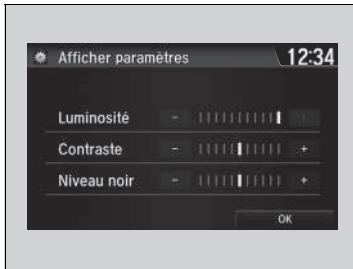 Afficher paramètres 12:34
Luminosité -
Contraste - +
Niveau noir - +
OK